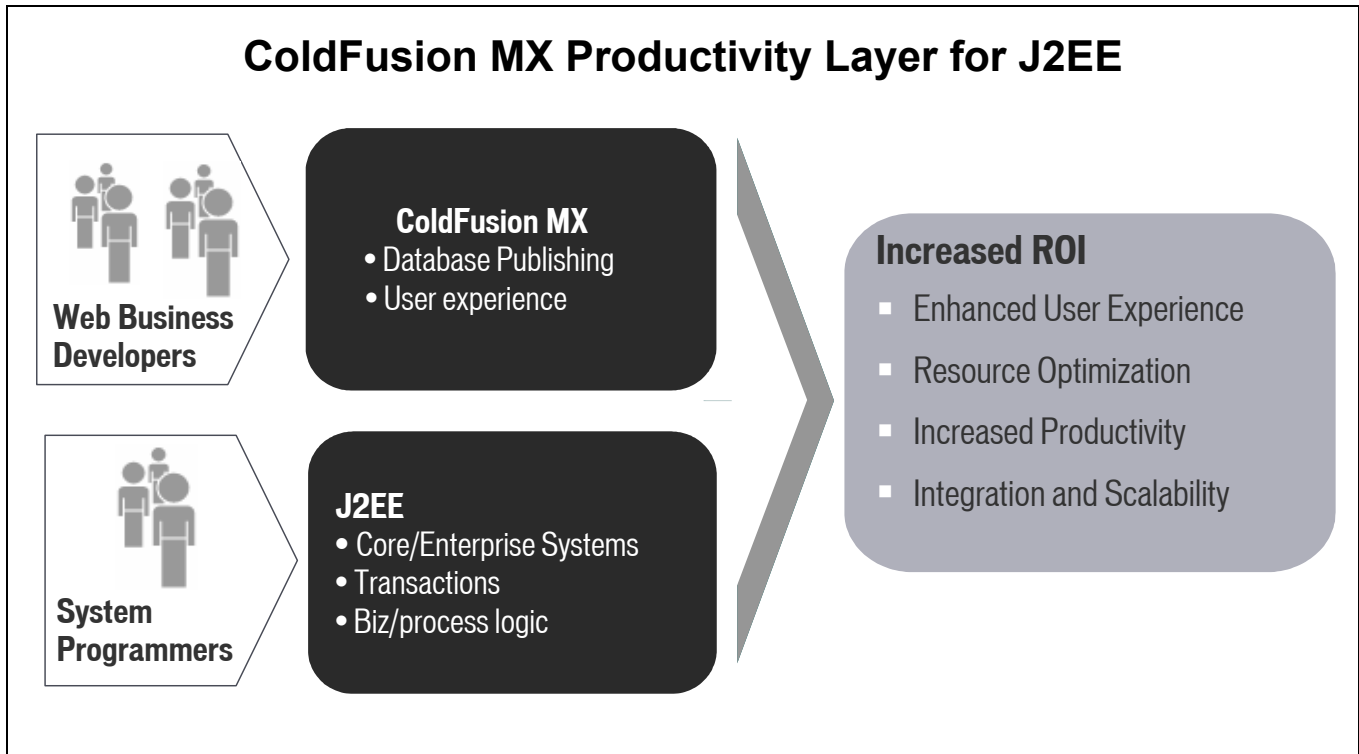 ColdFusion MX Productivity Layer for J2EE
Web Business
Developers
ColdFusion MX
• Database Publishing
• User experience
System
Programmers
J2EE
• Core/Enterprise Systems
• Transactions
• Biz/process logic
Increased ROI
▪ Enhanced User Experience
▪ Resource Optimization
▪ Increased Productivity
▪ Integration and Scalability